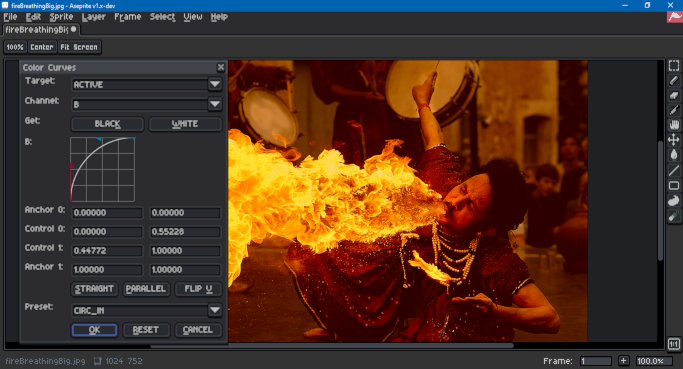 fireBreathingBig.jpg - Aseprite v1.x-dev
File Edit Sprite Layer Frame Select View Help
fireBreathingBig
100% Center Fit Screen
Color Curves
Target: ACTIVE
Channel: B
Get: BLACK WHITE
B:
Anchor 0: 0.00000 0.00000
Control 0: 0.00000 0.55228
Control 1: 0.44772 1.00000
Anchor 1: 1.00000 1.00000
STRAIGHT PARALLEL FLIP V
Preset: CIRC_IN
OK RESET CANCEL
1:1
fireBreathingBig.jpg 1024 752 Frame: 1 + 100.0%